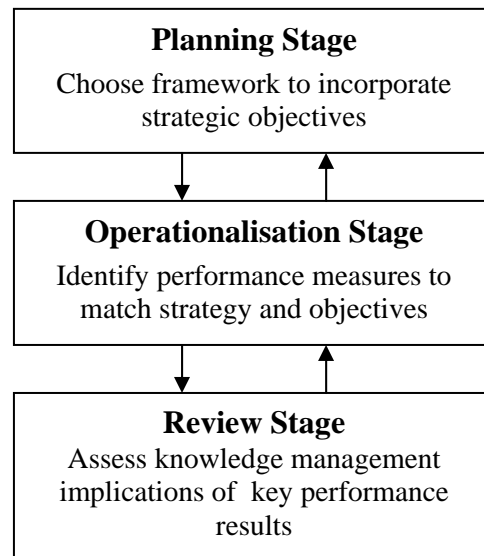 Planning Stage
Choose framework to incorporate
strategic objectives
Operationalisation Stage
Identify performance measures to
match strategy and objectives
Review Stage
Assess knowledge management
implications of key performance
results